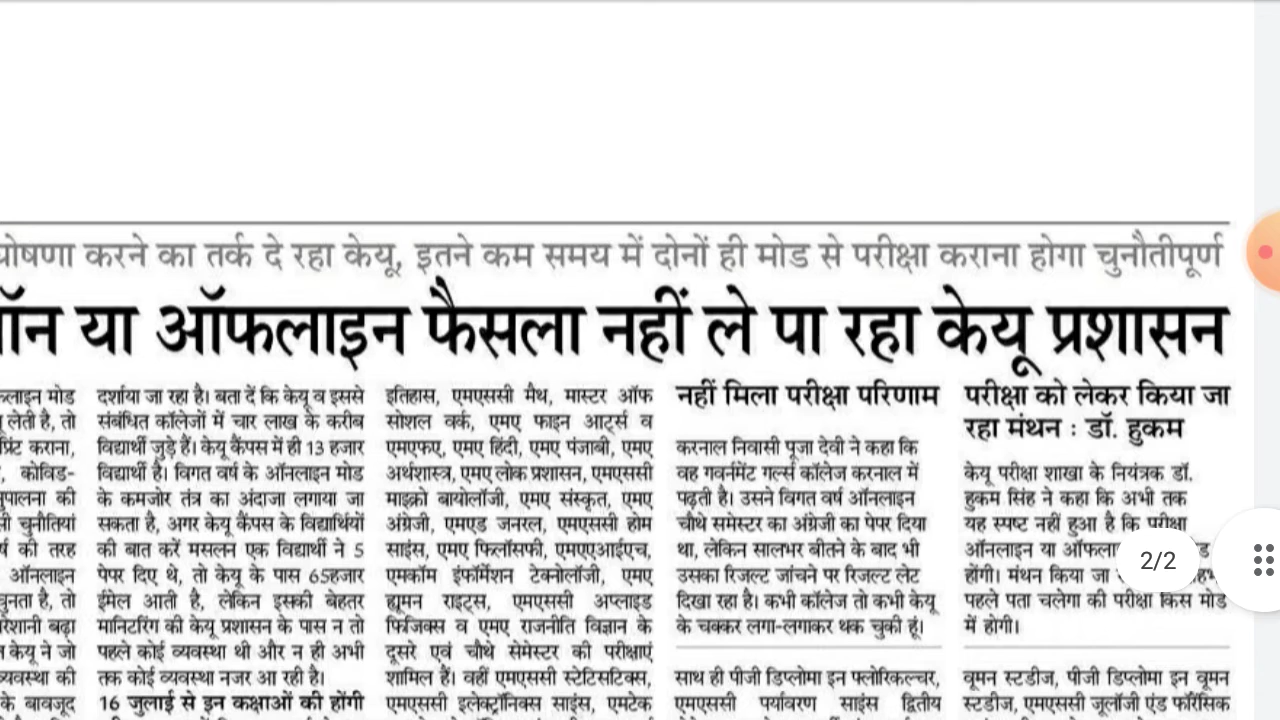 घोषणा करने का तर्क दे रहा केयू, इतने कम समय में दोनों ही मोड से परीक्षा कराना होगा चुनौतीपूर्ण
या ऑफलाइन फैसला नहीं ले पा रहा केयू प्रशासन
मोड
लेती है, तो
कराना,
कोविड-
की
चुनौतियां
की तरह
ऑनलाइन
तो
बढ़ा
केयू ने जो
की
के बावजूद
दर्शाया जा रहा है। बता दें कि केयू व इससे
संबंधित कॉलेजों में चार लाख के करीब
विद्यार्थी जुड़े हैं। केयू कैंपस में ही 13 हजार
विद्यार्थी है। विगत वर्ष के ऑनलाइन मोड
के कमजोर तंत्र का अंदाजा लगाया जा
सकता है, अगर केयू कैंपस के विद्यार्थियों
की बात करें मसलन एक विद्यार्थी ने 5
पेपर दिए थे, तो केयू के पास 65हजार
ईमेल आती है, लेकिन इसकी बेहतर
मानिटरिंग की केयू प्रशासन के पास न तो
पहले कोई व्यवस्था थी और न ही अभी
तक कोई व्यवस्था नजर आ रही है।
16 जुलाई से इन कक्षाओं की होंगी
इतिहास, एमएससी मैथ, मास्टर ऑफ
सोशल वर्क, एमए फाइन आर्ट्स व
एमएफए, एमए हिंदी, एमए पंजाबी, एमए
अर्थशास्त्र, एमए लोक प्रशासन, एमएससी
माइक्रो बायोलॉजी, एमए संस्कृत, एमए
अंग्रेजी, एमएड जनरल, एमएससी होम
साइंस, एमए फिलॉसफी, एमएएआईएच,
एमकॉम इंफॉर्मेशन टेक्नोलॉजी, एमए
ह्यूमन राइट्स, एमएससी अप्लाइड
फिजिक्स व एमए राजनीति विज्ञान के
दूसरे एवं चौथे सेमेस्टर की परीक्षाएं
शामिल हैं। वहीं एमएससी स्टेटिसटिक्स,
एमएससी इलेक्ट्रॉनिक्स साइंस, एमटेक
नहीं मिला परीक्षा परिणाम
करनाल निवासी पूजा देवी ने कहा कि
वह गवर्नमेंट गर्ल्स कॉलेज करनाल में
पढ़ती है। उसने विगत वर्ष ऑनलाइन
चौथे समेस्टर का अंग्रेजी का पेपर दिया
था, लेकिन सालभर बीतने के बाद भी
उसका रिजल्ट जांचने पर रिजल्ट लेट
दिखा रहा है। कभी कॉलेज तो कभी केयू
के चक्कर लगा-लगाकर थक चुकी हूं।
साथ ही पीजी डिप्लोमा इन फ्लोरिकल्चर,
एमएससी पर्यावरण साइंस द्वितीय
परीक्षा को लेकर किया जा
रहा मंथन : डॉ. हुकम
केयू परीक्षा शाखा के नियंत्रक डॉ.
हुकम सिंह ने कहा कि अभी तक
यह स्पष्ट नहीं हुआ है कि परीक्षा
ऑनलाइन या
होंगी। मंथन किया जा
पहले पता चलेगा की परीक्षा किस मोड
में होगी।
वूमन स्टडीज, पीजी डिप्लोमा इन वूमन
स्टडीज, एमएससी जूलॉजी एंड फॉरेंसिक
2/2